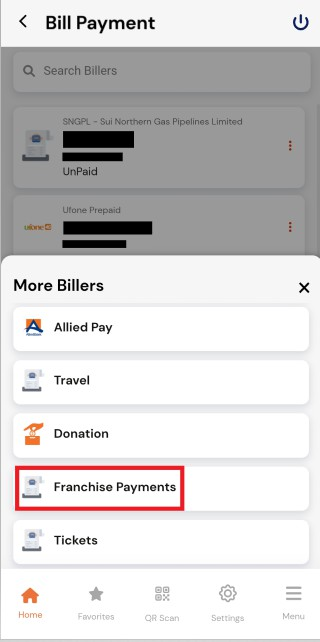 Bill Payment
Search Billers
SNGPL - Sui Northern Gas Pipelines Limited
UnPaid
Ufone Prepaid
ufone
More Billers
Allied Pay
Travel
Donation
Franchise Payments
Tickets
Home
Favorites
QR Scan
Settings
Menu